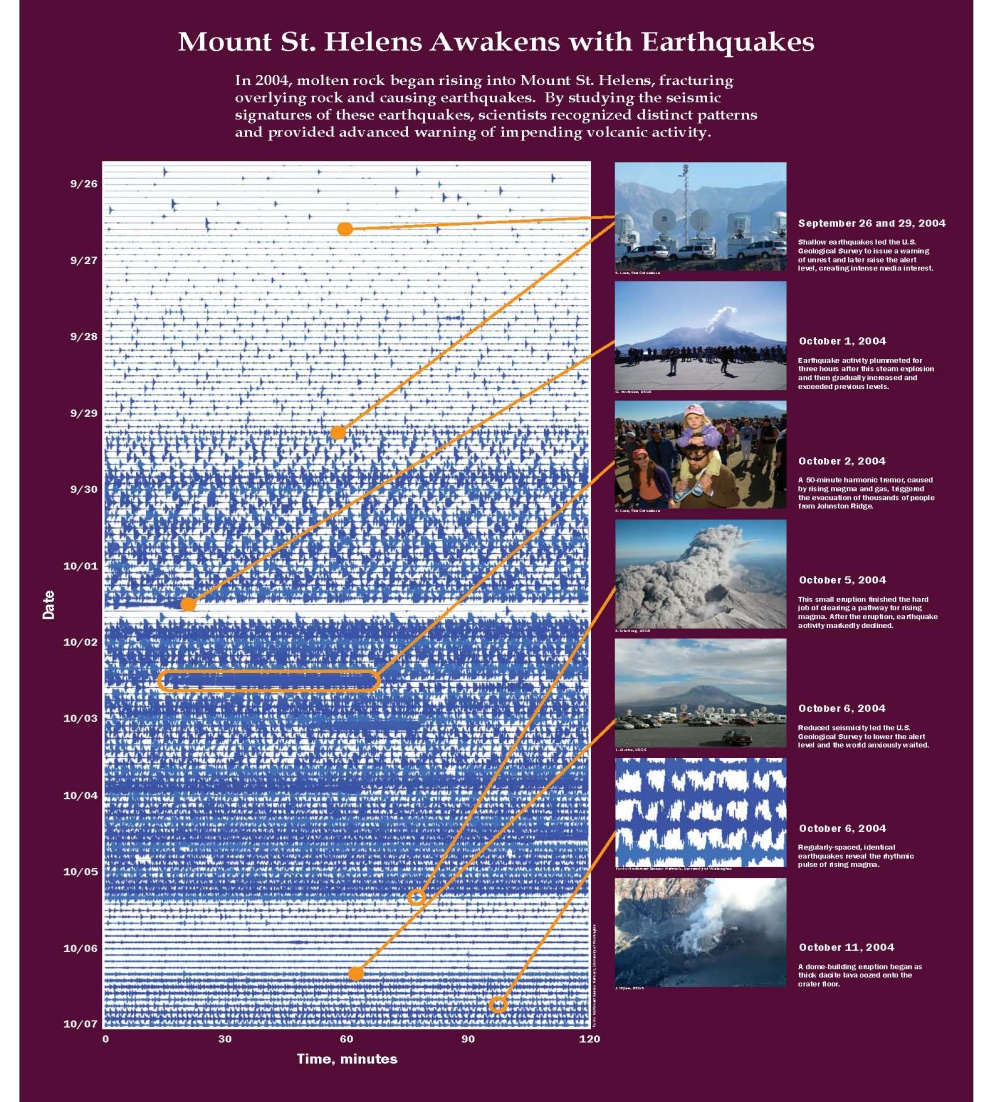 Mount St. Helens Awakens with Earthquakes
In 2004, molten rock began rising into Mount St. Helens, fracturing
overlying rock and causing earthquakes. By studying the seismic
signatures of these earthquakes, scientists recognized distinct patterns
and provided advanced warning of impending volcanic activity.
Date
9/26
9/27
9/28
9/29
9/30
10/01
10/02
10/03
10/04
10/05
10/06
10/07
0
30
60
90
120
Time, minutes
September 26 and 29, 2004
Shallow earthquakes led the U.S.
Geological Survey to issue a warning
of unrest and later raise the alert
level, creating intense media interest.
October 1, 2004
Earthquake activity plummeted for
three hours after this steam explosion
and then gradually increased and
exceeded previous levels.
October 2, 2004
A 50-minute harmonic tremor, caused
by rising magma and gas, triggered
the evacuation of thousands of people
from Johnston Ridge.
October 5, 2004
This small eruption finished the hard
job of clearing a pathway for rising
magma. After the eruption, earthquake
activity markedly declined.
October 6, 2004
Reduced seismicity led the U.S.
Geological Survey to lower the alert
level and the world anxiously waited.
October 6, 2004
Regularly-spaced, identical
earthquakes reveal the rhythmic
pulse of rising magma.
October 11, 2004
A dome-building eruption began as
thick dacite lava oozed onto the
crater floor.